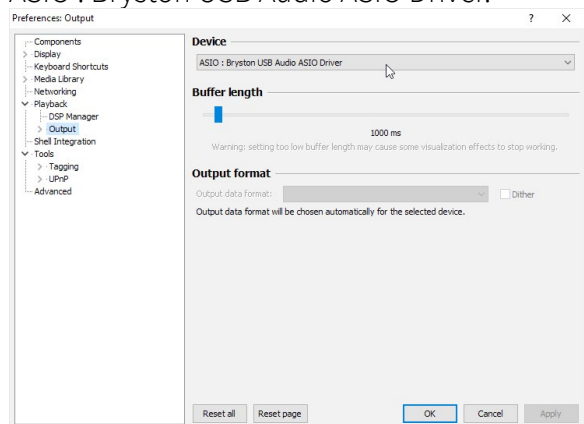 ASIO : Bryston USB Audio ASIO Driver.
Preferences: Output
? ×
Components
Display
Keyboard Shortcuts
Media Library
Networking
Playback
DSP Manager
Output
Shell Integration
Tools
Tagging
UPnP
Advanced
Device
ASIO : Bryston USB Audio ASIO Driver
Buffer length
1000 ms
Warning: setting too low buffer length may cause some visualization effects to stop working.
Output format
Output data format:
Dither
Output data format will be chosen automatically for the selected device.
Reset all
Reset page
OK
Cancel
Apply